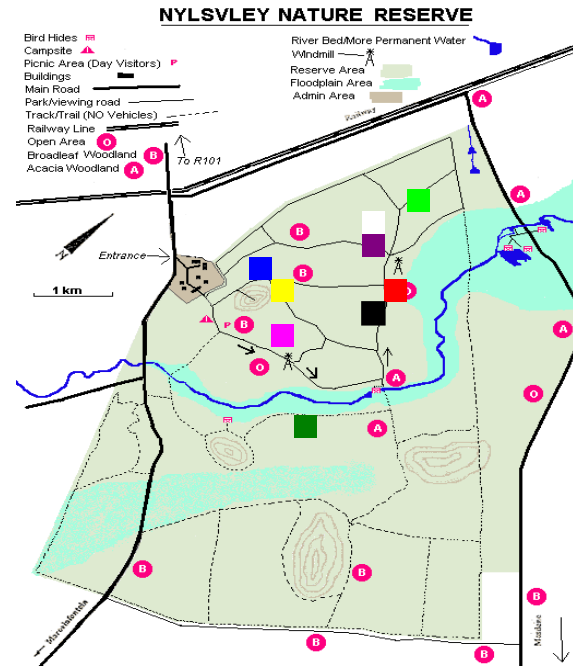 NYLSVLEY NATURE RESERVE
Bird Hides
Campsite
Picnic Area (Day Visitors) P
Buildings
Main Road
Park/viewing road
Track/Trail (NO Vehicles)
Railway Line
Open Area O
Broadleaf Woodland B
Acacia Woodland A
River Bed/More Permanent Water
Windmill
Reserve Area
Floodplain Area
Admin Area
Railway
A
To R101
A
B
N
Entrance
B
1 km
O
P
B
A
O
A
O
A
B
B
B
B
B